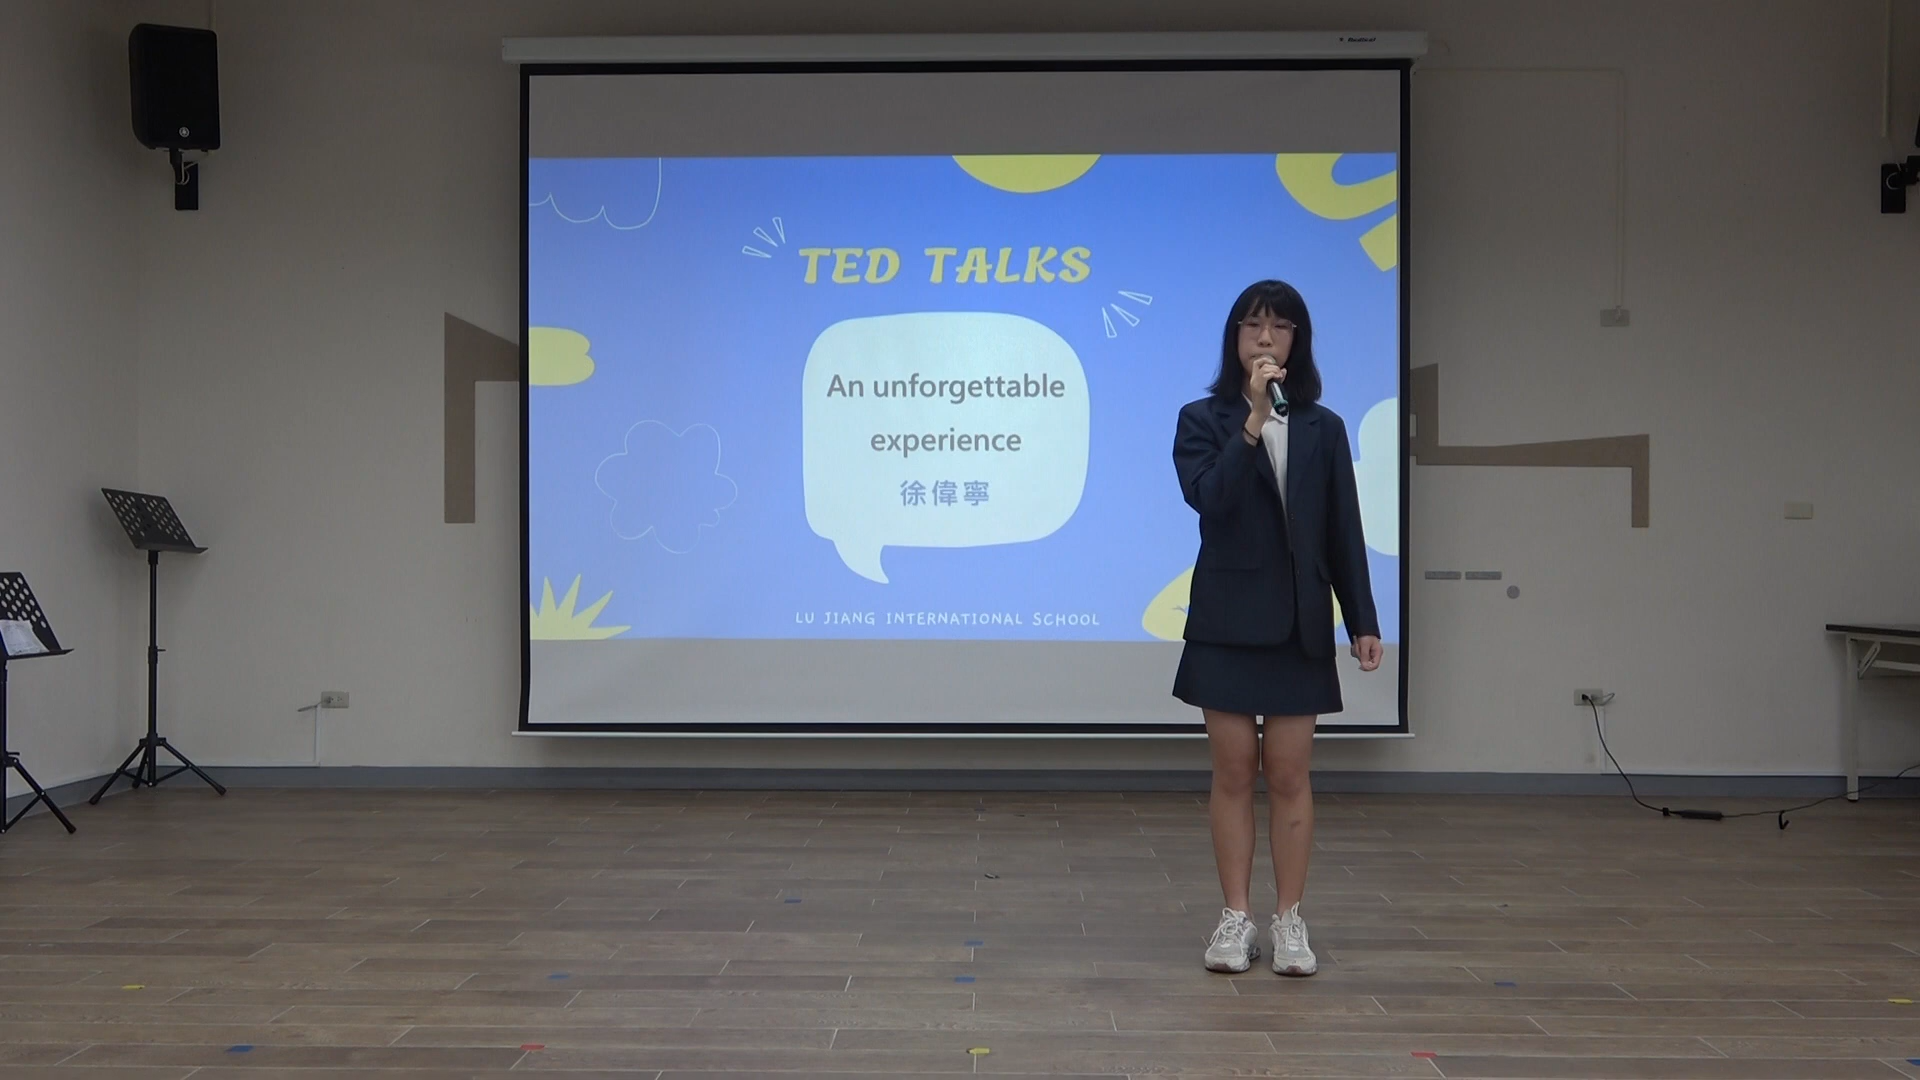 TED TALKS
An unforgettable
experience
徐偉寧
LU JIANG INTERNATIONAL SCHOOL